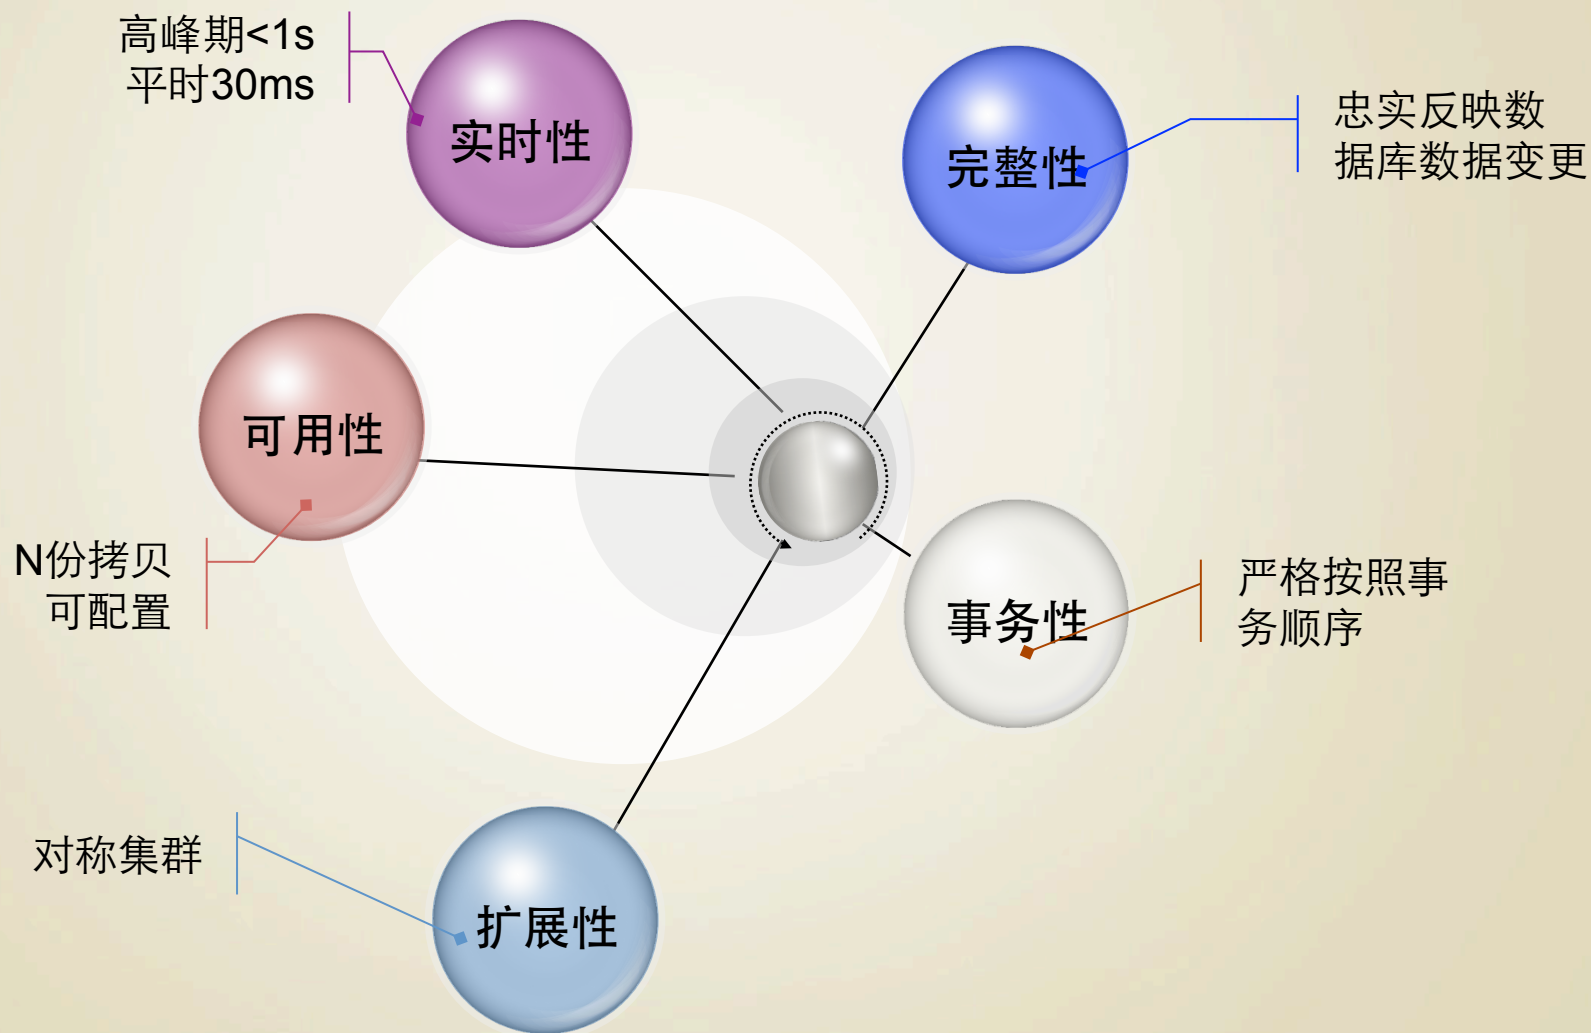 高峰期<1s
平时30ms
实时性
完整性
忠实反映数
据库数据变更
可用性
N份拷贝
可配置
事务性
严格按照事
务顺序
对称集群
扩展性